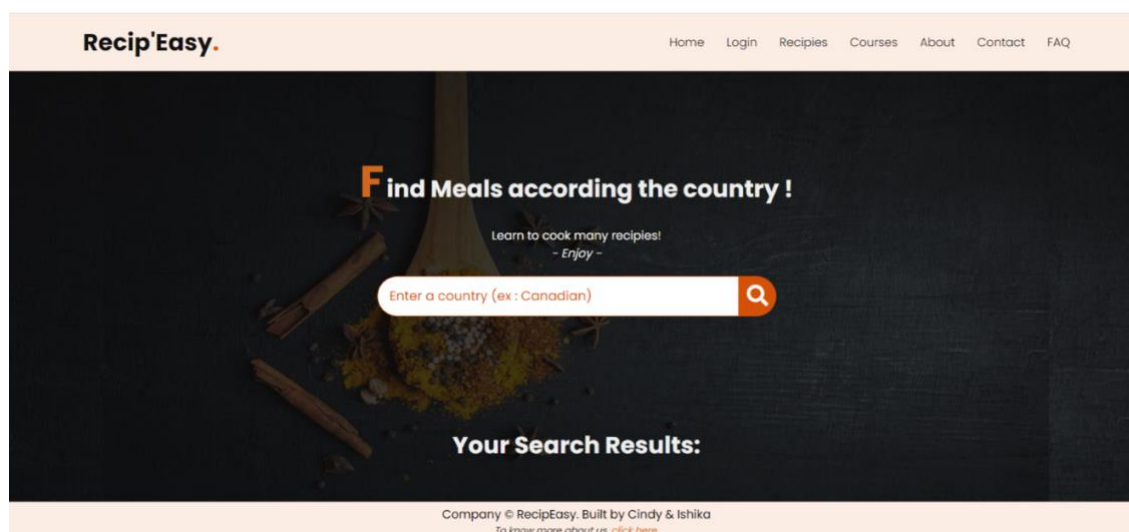 Recip'Easy.
Home Login Recipies Courses About Contact FAQ
Find Meals according the country !
Learn to cook many recipies!
- Enjoy -
Enter a country (ex : Canadian)
Your Search Results:
Company © RecipEasy. Built by Cindy & Ishika
To know more about us, click here